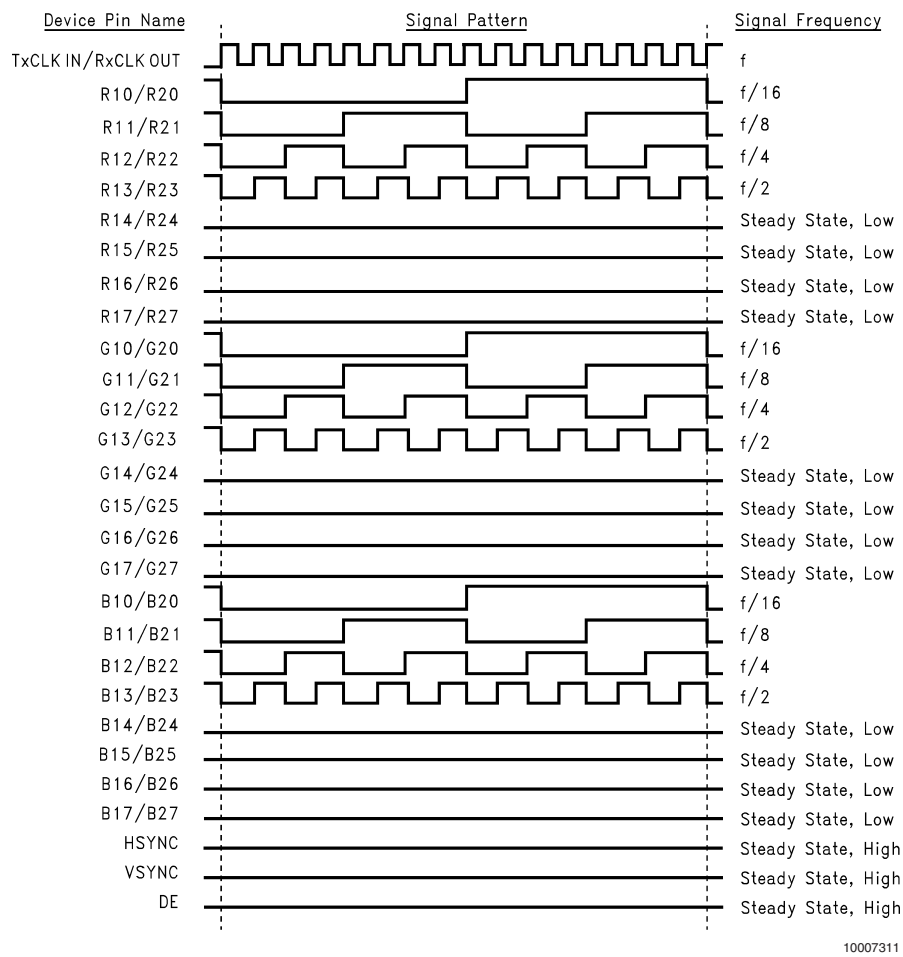 Device Pin Name Signal Pattern Signal Frequency
TxCLK IN/RxCLK OUT f
R10/R20 f/16
R11/R21 f/8
R12/R22 f/4
R13/R23 f/2
R14/R24 Steady State, Low
R15/R25 Steady State, Low
R16/R26 Steady State, Low
R17/R27 Steady State, Low
G10/G20 f/16
G11/G21 f/8
G12/G22 f/4
G13/G23 f/2
G14/G24 Steady State, Low
G15/G25 Steady State, Low
G16/G26 Steady State, Low
G17/G27 Steady State, Low
B10/B20 f/16
B11/B21 f/8
B12/B22 f/4
B13/B23 f/2
B14/B24 Steady State, Low
B15/B25 Steady State, Low
B16/B26 Steady State, Low
B17/B27 Steady State, Low
HSYNC Steady State, High
VSYNC Steady State, High
DE Steady State, High
10007311